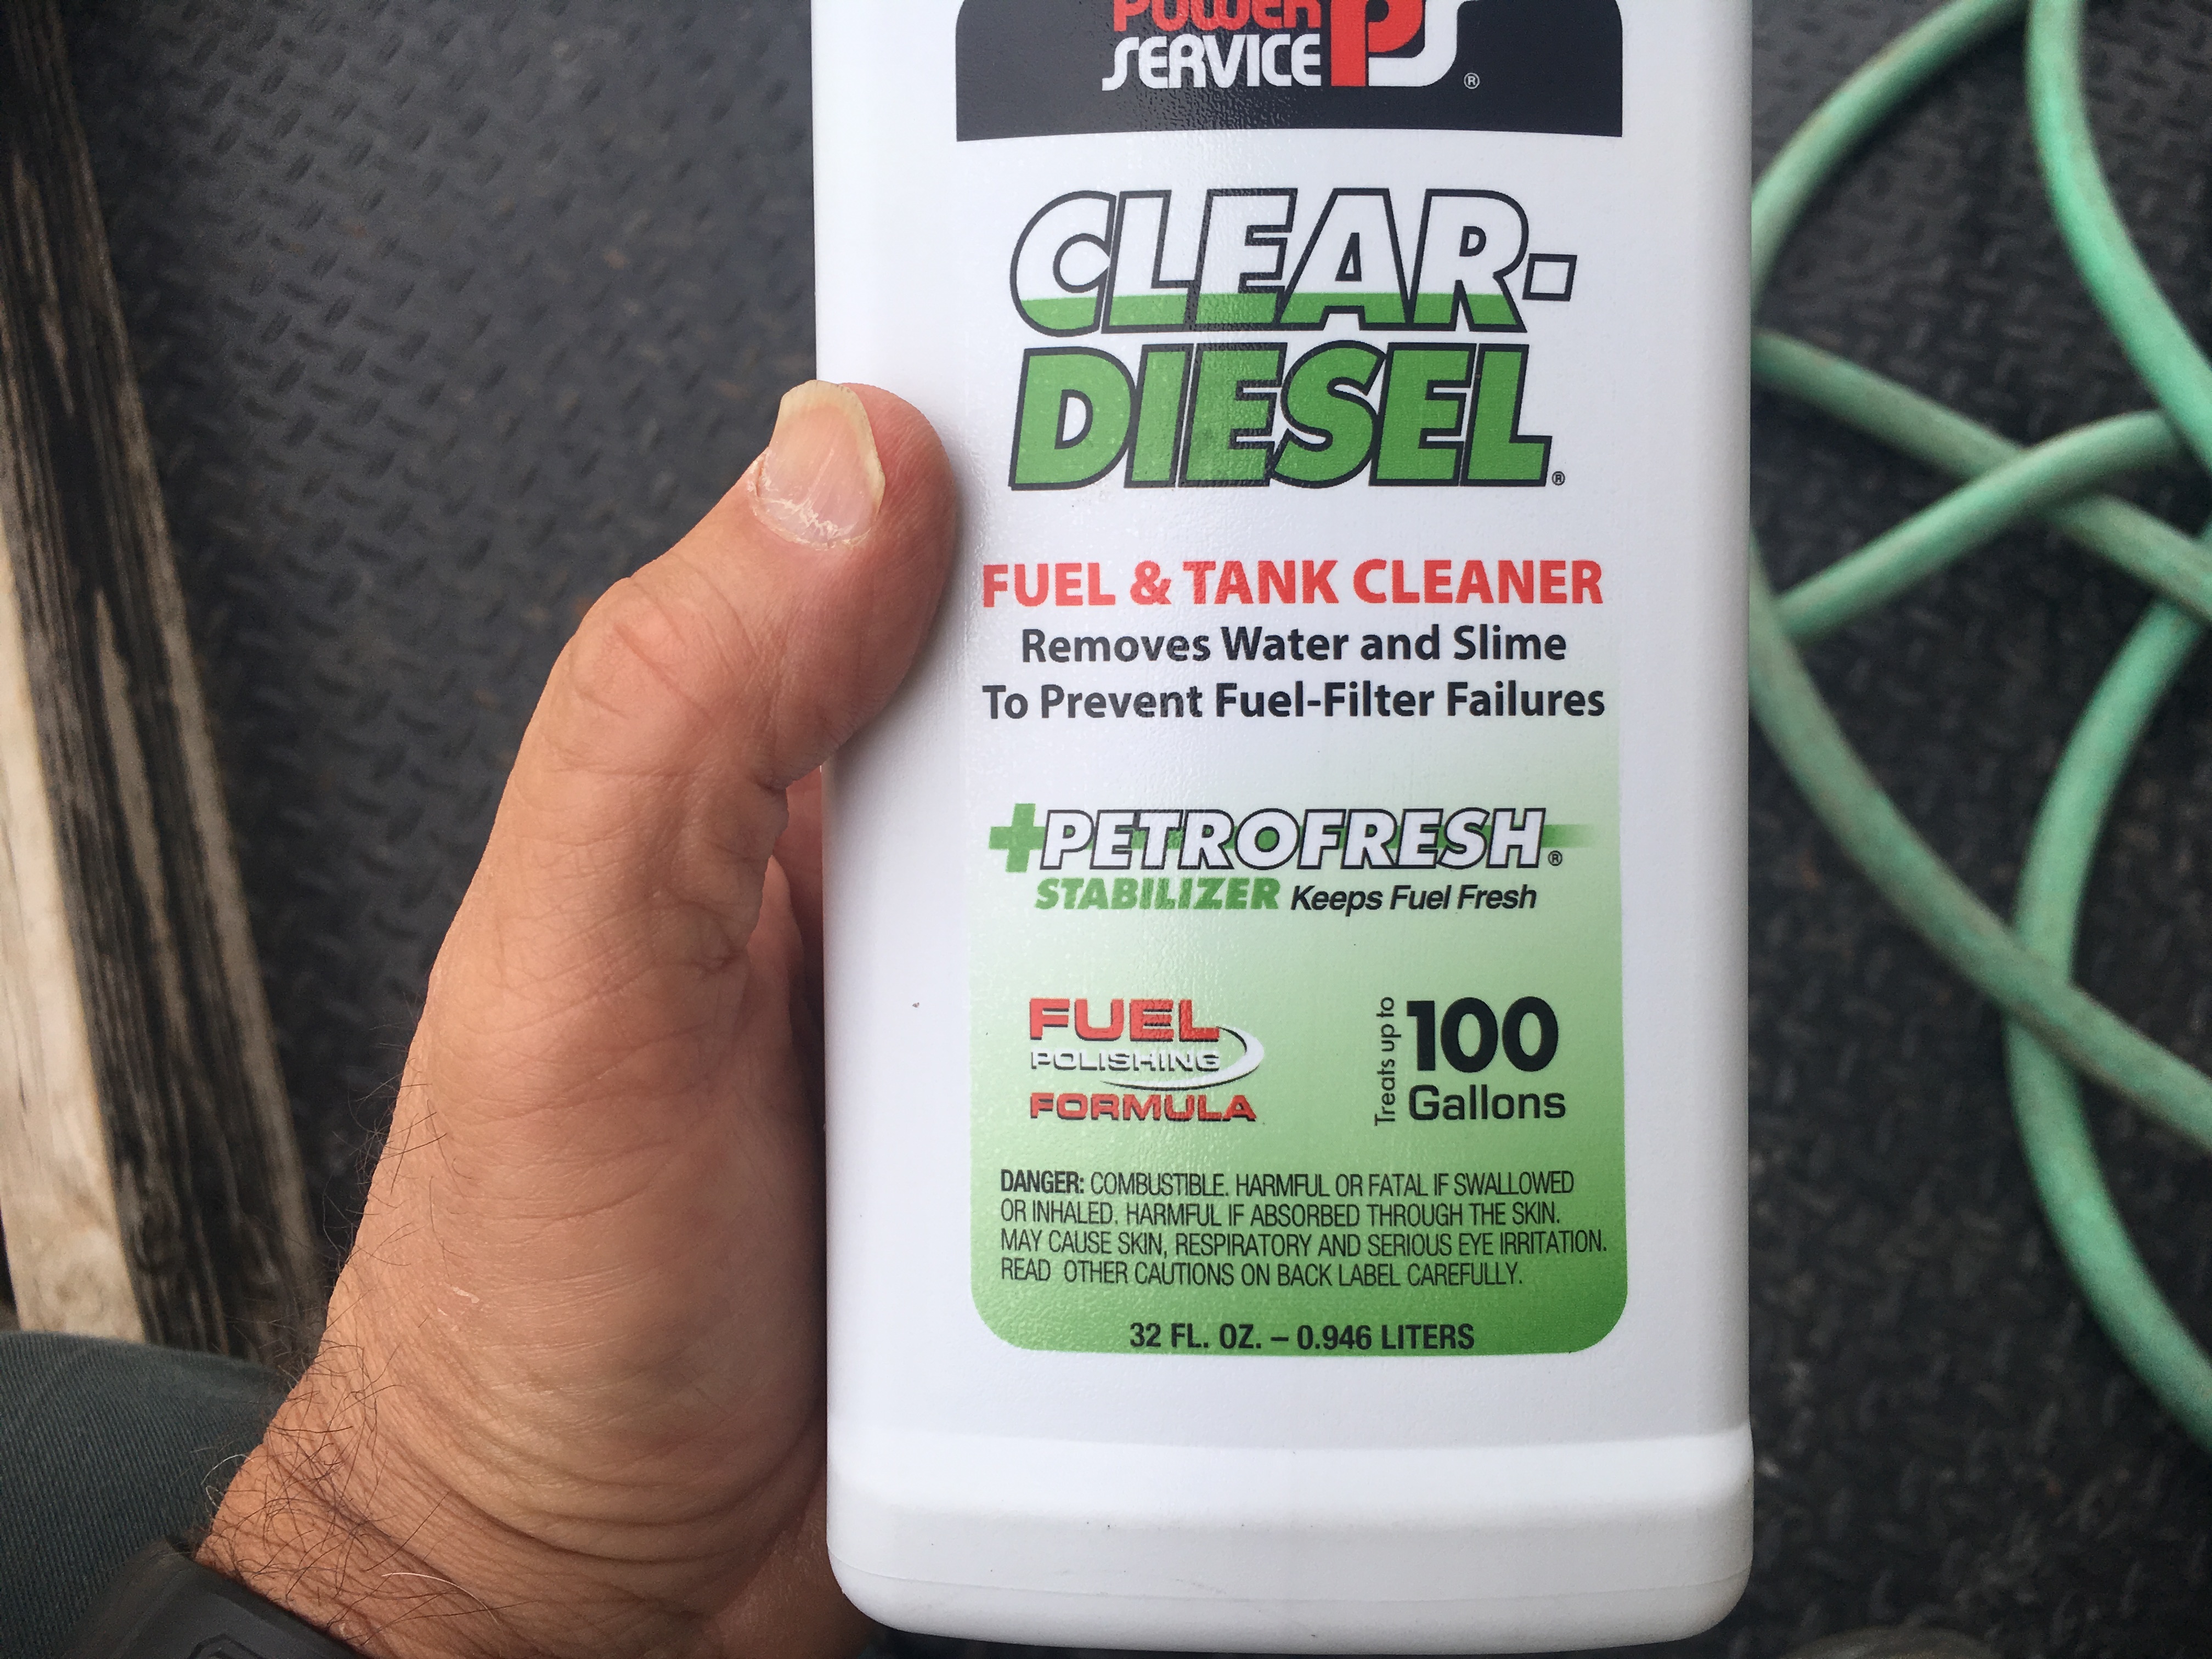 POWER
SERVICE PS ®
CLEAR-
DIESEL®
FUEL & TANK CLEANER
Removes Water and Slime
To Prevent Fuel-Filter Failures
+PETROFRESH®
STABILIZER Keeps Fuel Fresh
FUEL
POLISHING
FORMULA
Treats up to
100
Gallons
DANGER: COMBUSTIBLE. HARMFUL OR FATAL IF SWALLOWED
OR INHALED. HARMFUL IF ABSORBED THROUGH THE SKIN.
MAY CAUSE SKIN, RESPIRATORY AND SERIOUS EYE IRRITATION.
READ OTHER CAUTIONS ON BACK LABEL CAREFULLY.
32 FL. OZ. – 0.946 LITERS